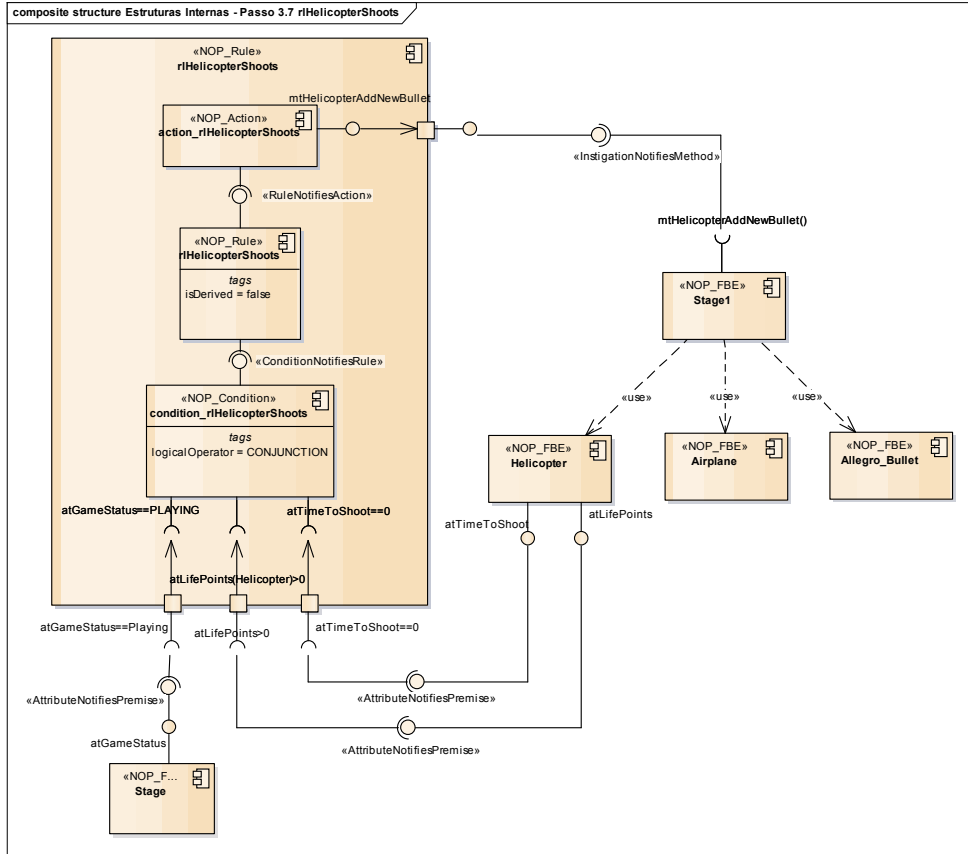 composite structure Estruturas Internas - Passo 3.7 rlHelicopterShoots
«NOP_Rule»
rlHelicopterShoots
mtHelicopterAddNewBullet
«NOP_Action»
action_rlHelicopterShoots
«InstigationNotifiesMethod»
«RuleNotifiesAction»
mtHelicopterAddNewBullet()
«NOP_Rule»
rlHelicopterShoots
tags
isDerived = false
«NOP_FBE»
Stage1
«ConditionNotifiesRule»
«NOP_Condition»
condition_rlHelicopterShoots
tags
logicalOperator = CONJUNCTION
«use»
«use»
«use»
«NOP_FBE»
Helicopter
«NOP_FBE»
Airplane
«NOP_FBE»
Allegro_Bullet
atGameStatus==PLAYING
atTimeToShoot==0
atTimeToShoot
atLifePoints
atLifePoints(Helicopter)>0
atGameStatus==Playing
atLifePoints>0
atTimeToShoot==0
«AttributeNotifiesPremise»
«AttributeNotifiesPremise»
«AttributeNotifiesPremise»
atGameStatus
«NOP_F...
Stage